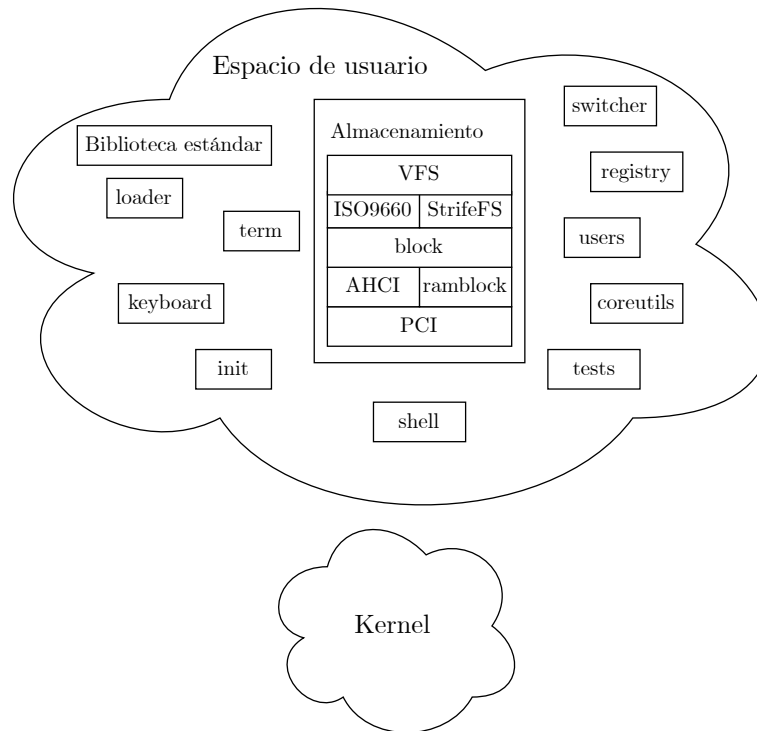 Espacio de usuario
switcher
Almacenamiento
Biblioteca estándar
VFS
registry
loader
ISO9660 StrifeFS
term
users
block
AHCI ramblock
keyboard
coreutils
PCI
init
tests
shell
Kernel